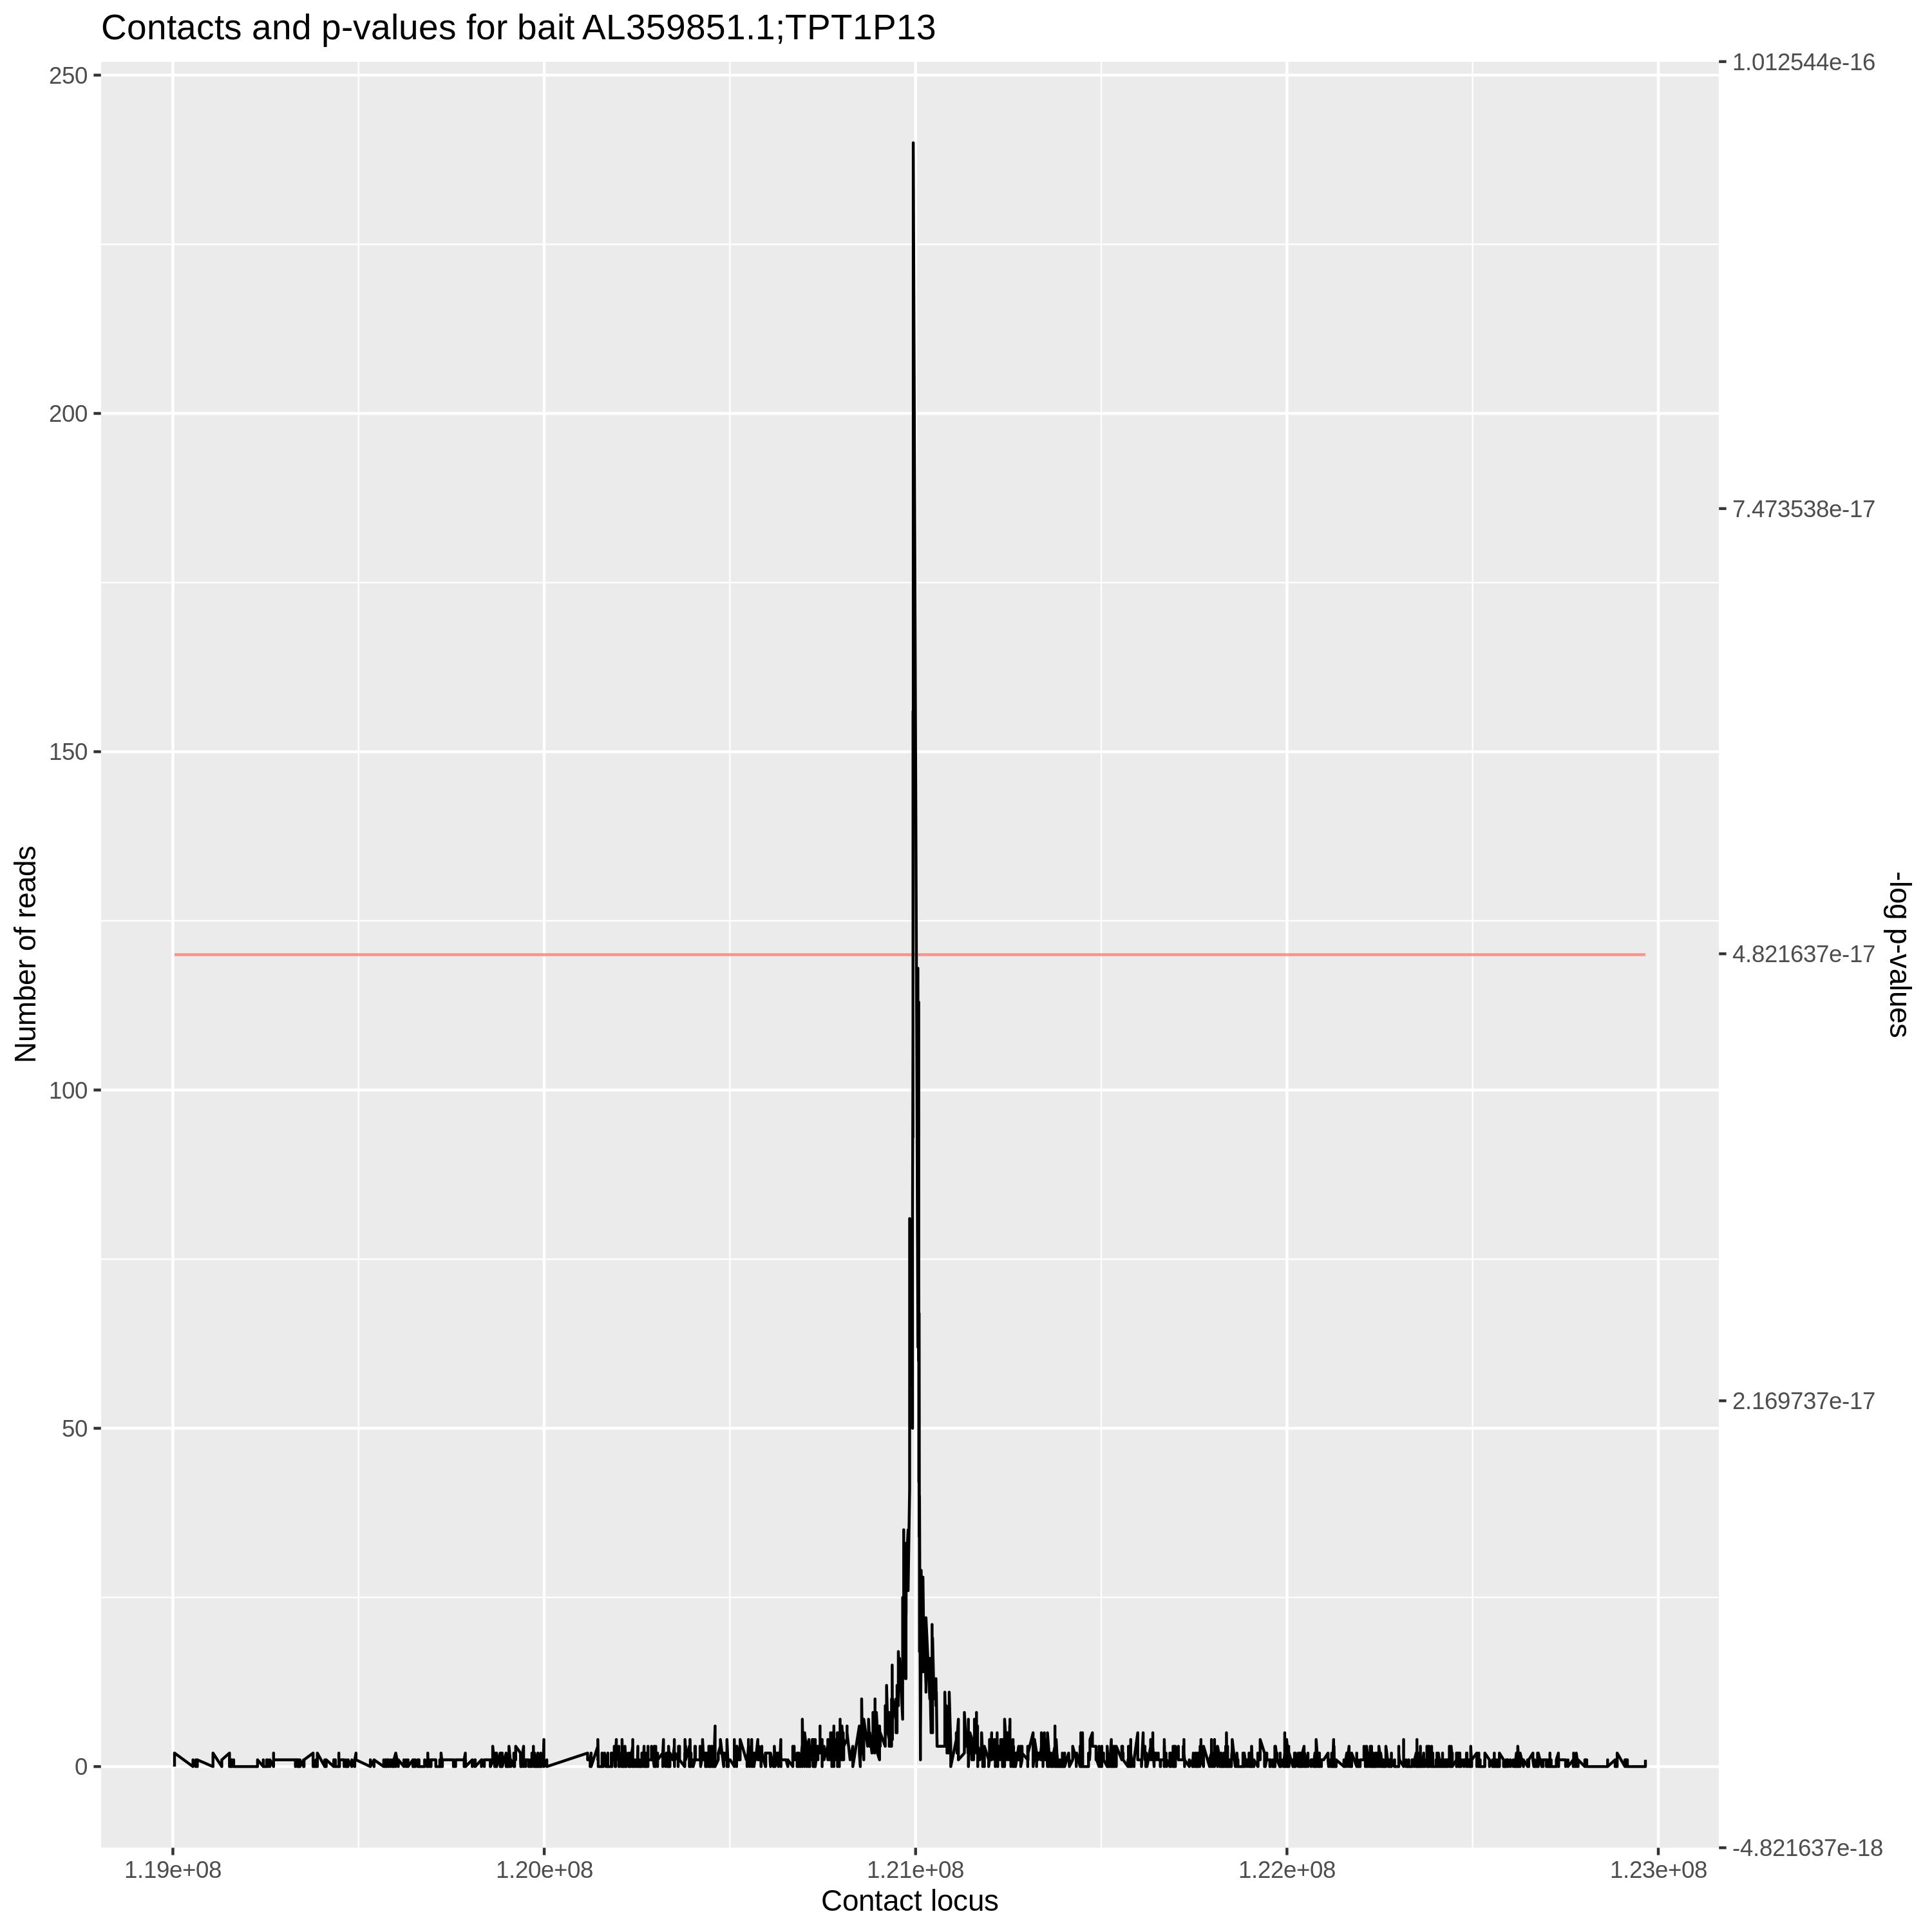 Contacts and p-values for bait AL359851.1;TPT1P13
250
200
150
100
50
0
Number of reads
1.012544e-16
7.473538e-17
4.821637e-17
2.169737e-17
-4.821637e-18
-log p-values
1.19e+08
1.20e+08
1.21e+08
1.22e+08
1.23e+08
Contact locus